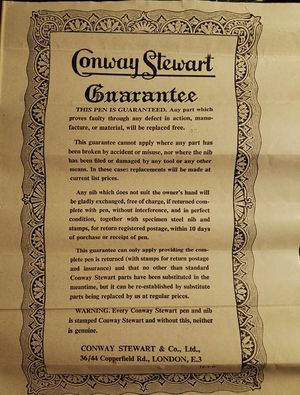 Conway Stewart
Guarantee
THIS PEN IS GUARANTEED. Any part which
proves faulty through any defect in action, manu-
facture, or material, will be replaced free.
This guarantee cannot apply where any part has
been broken by accident or misuse, nor where the nib
has been filed or damaged by any tool or any other
means. In these cases replacements will be made at
current list prices.
Any nib which does not suit the owner's hand will
be gladly exchanged, free of charge, if returned com-
plete with pen, without interference, and in perfect
condition, together with specimen steel nib and
stamps, for return registered postage, within 10 days
of purchase or receipt of pen.
This guarantee can only apply providing the com-
plete pen is returned (with stamps for return postage
and insurance) and that no other than standard
Conway Stewart parts have been substituted in the
meantime, but it can be re-established by substitute
parts being replaced by us at regular prices.
WARNING. Every Conway Stewart pen and nib
is stamped Conway Stewart and without this, neither
is genuine.
CONWAY STEWART & Co., Ltd.,
36/44 Copperfield Rd., LONDON, E.3